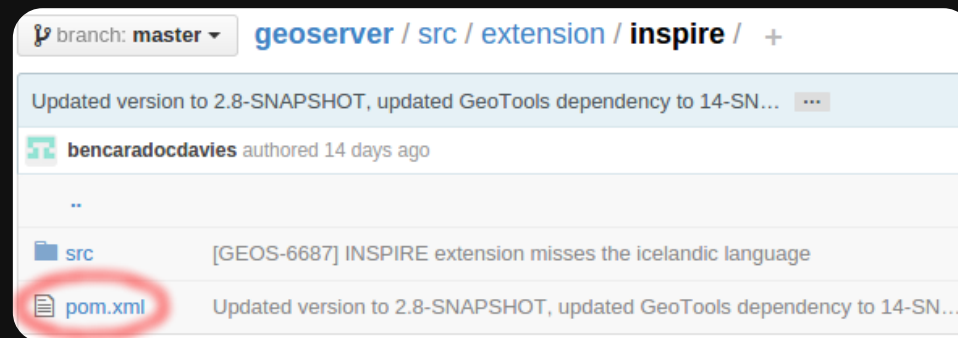 branch: master geoserver / src / extension / inspire / +
Updated version to 2.8-SNAPSHOT, updated GeoTools dependency to 14-SN… ...
bencaradocdavies authored 14 days ago
..
src [GEOS-6687] INSPIRE extension misses the icelandic language
pom.xml Updated version to 2.8-SNAPSHOT, updated GeoTools dependency to 14-SN…